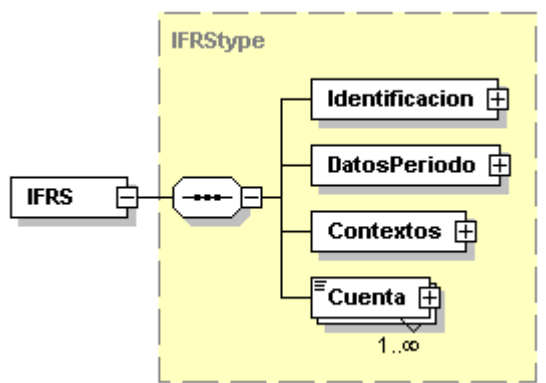 IFRStype
Identificacion
DatosPeriodo
IFRS
Contextos
Cuenta
1..∞